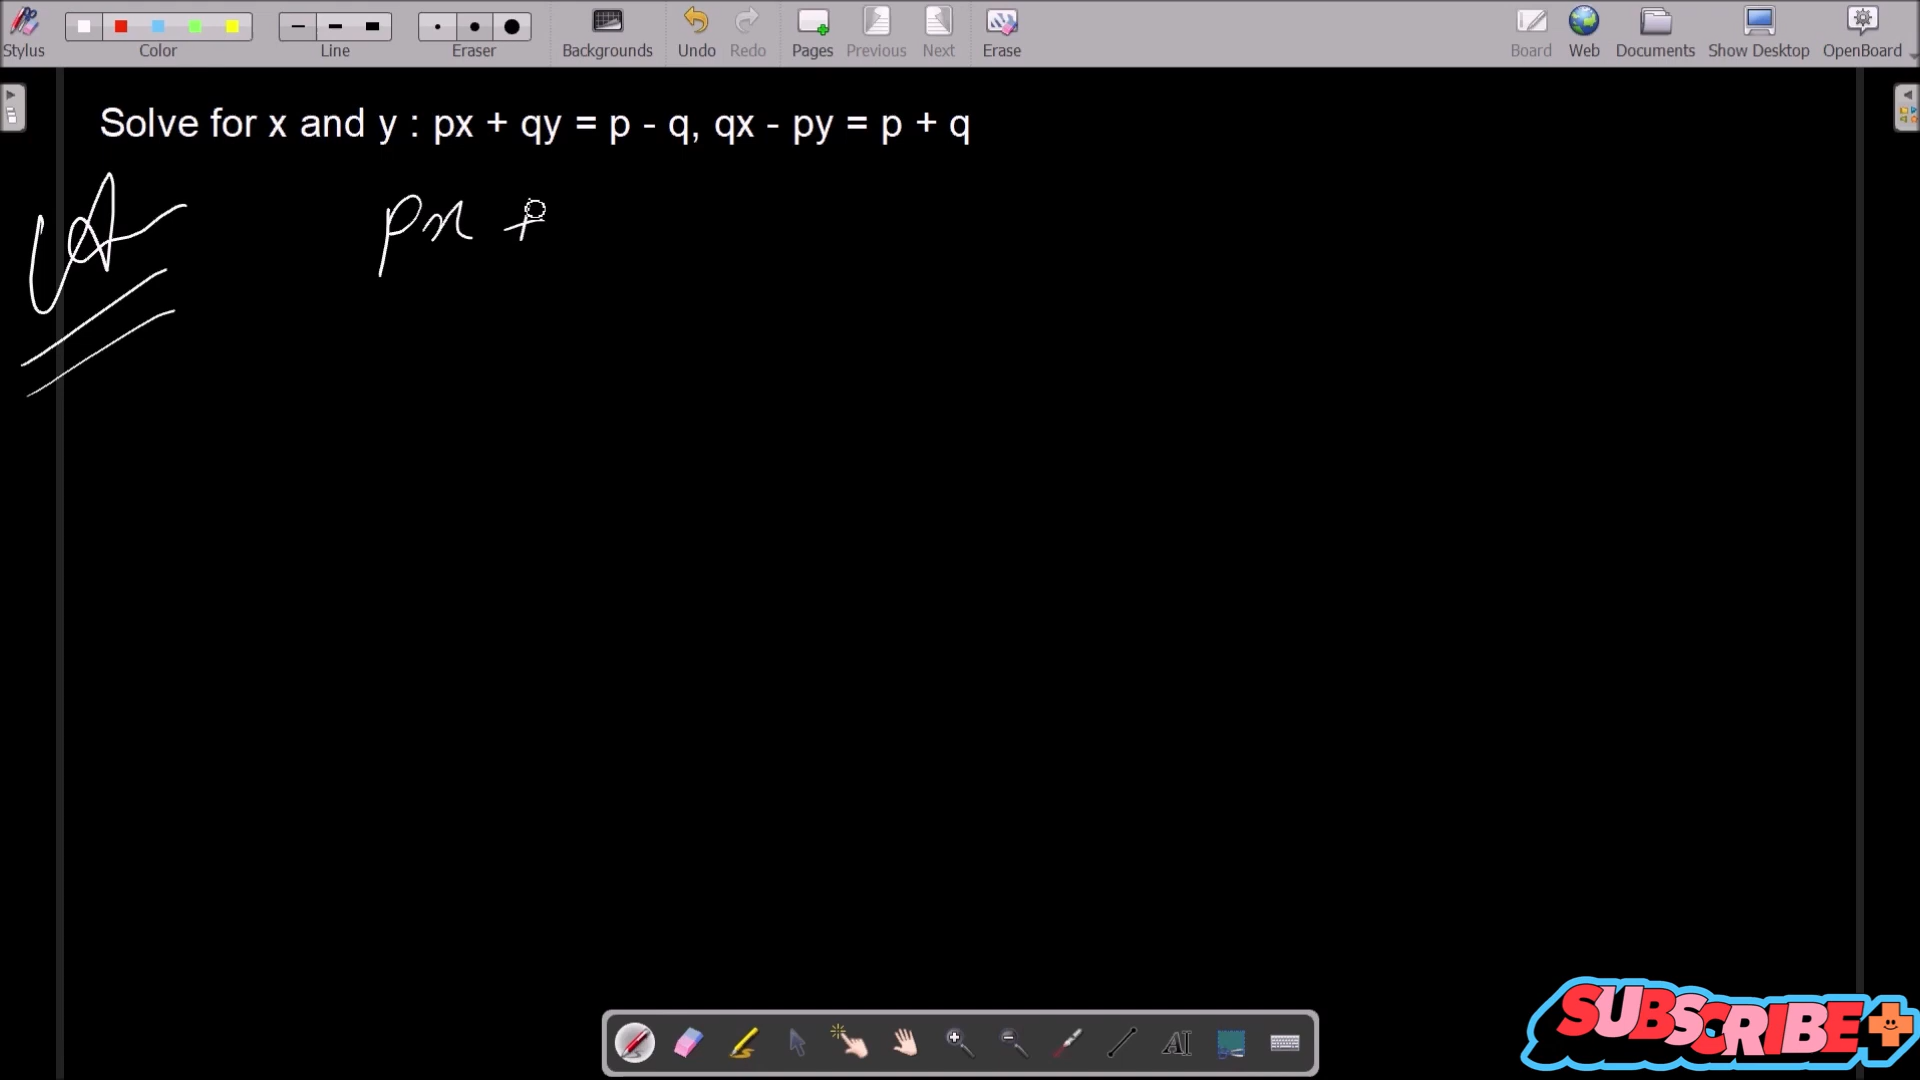 Stylus Color Line Eraser Backgrounds Undo Redo Pages Previous Next Erase Board Web Documents Show Desktop OpenBoard
Solve for x and y : px + qy = p - q, qx - py = p + q
px +
AI
SUBSCRIBE